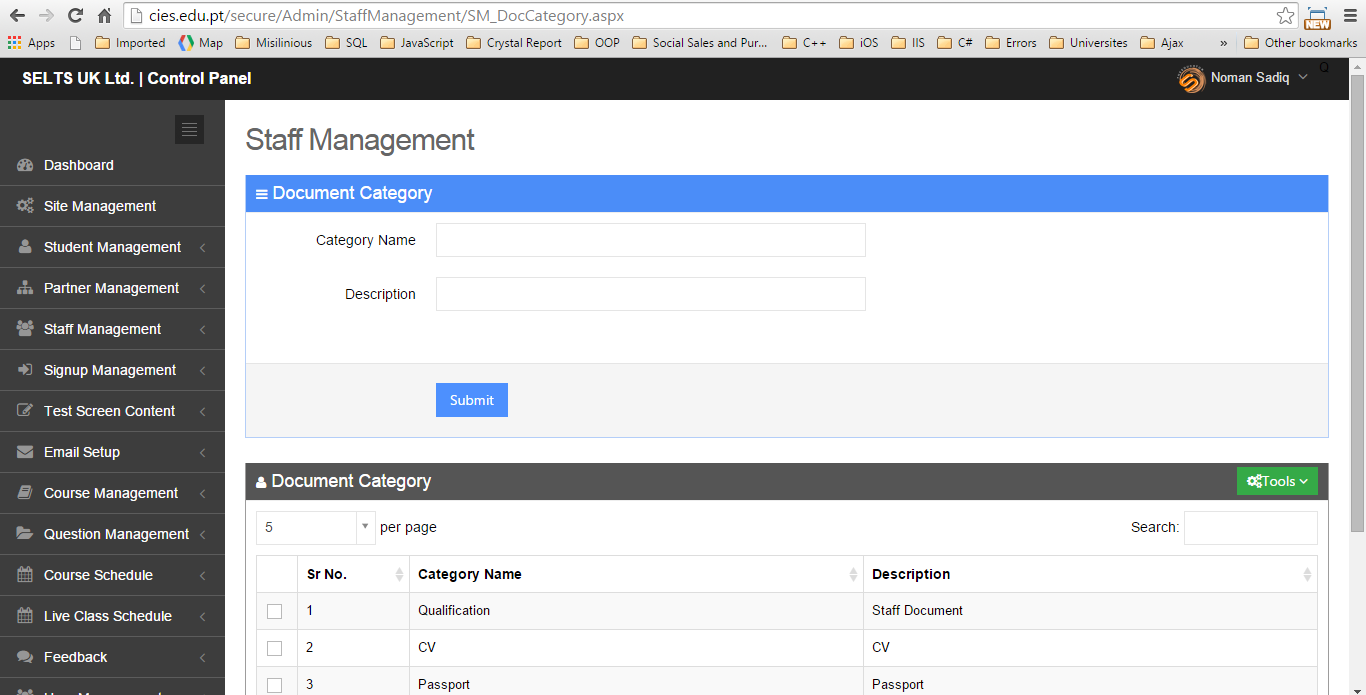 cies.edu.pt/secure/Admin/StaffManagement/SM_DocCategory.aspx
NEW
Apps Imported Map Misilinious SQL JavaScript Crystal Report OOP Social Sales and Pur... C++ iOS IIS C# Errors Universites Ajax » Other bookmarks
SELTS UK Ltd. | Control Panel
Noman Sadiq
Q
Dashboard
Site Management
Student Management
Partner Management
Staff Management
Signup Management
Test Screen Content
Email Setup
Course Management
Question Management
Course Schedule
Live Class Schedule
Feedback
Staff Management
Document Category
Category Name
Description
Submit
Document Category
Tools
5 per page
Search:
Sr No. Category Name Description
1 Qualification Staff Document
2 CV CV
3 Passport Passport